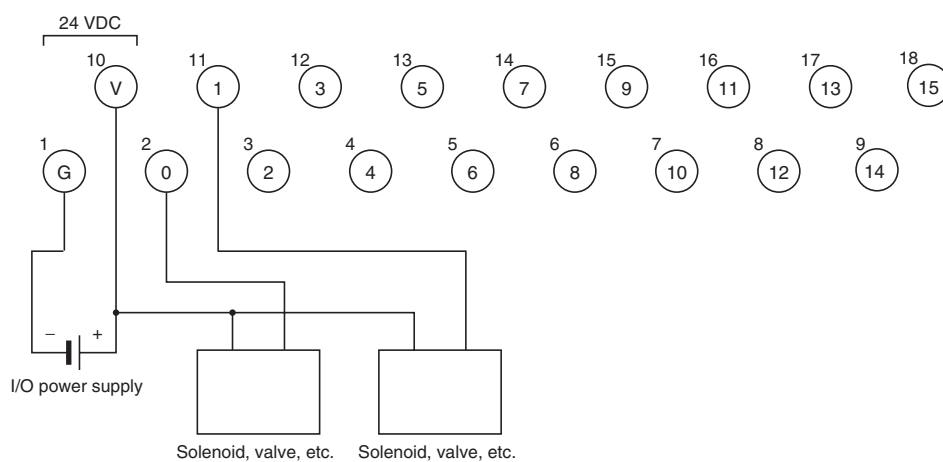 24 VDC
10 11 12 13 14 15 16 17 18
V 1 3 5 7 9 11 13 15
1 2 3 4 5 6 7 8 9
G 0 2 4 6 8 10 12 14
− +
I/O power supply
Solenoid, valve, etc. Solenoid, valve, etc.